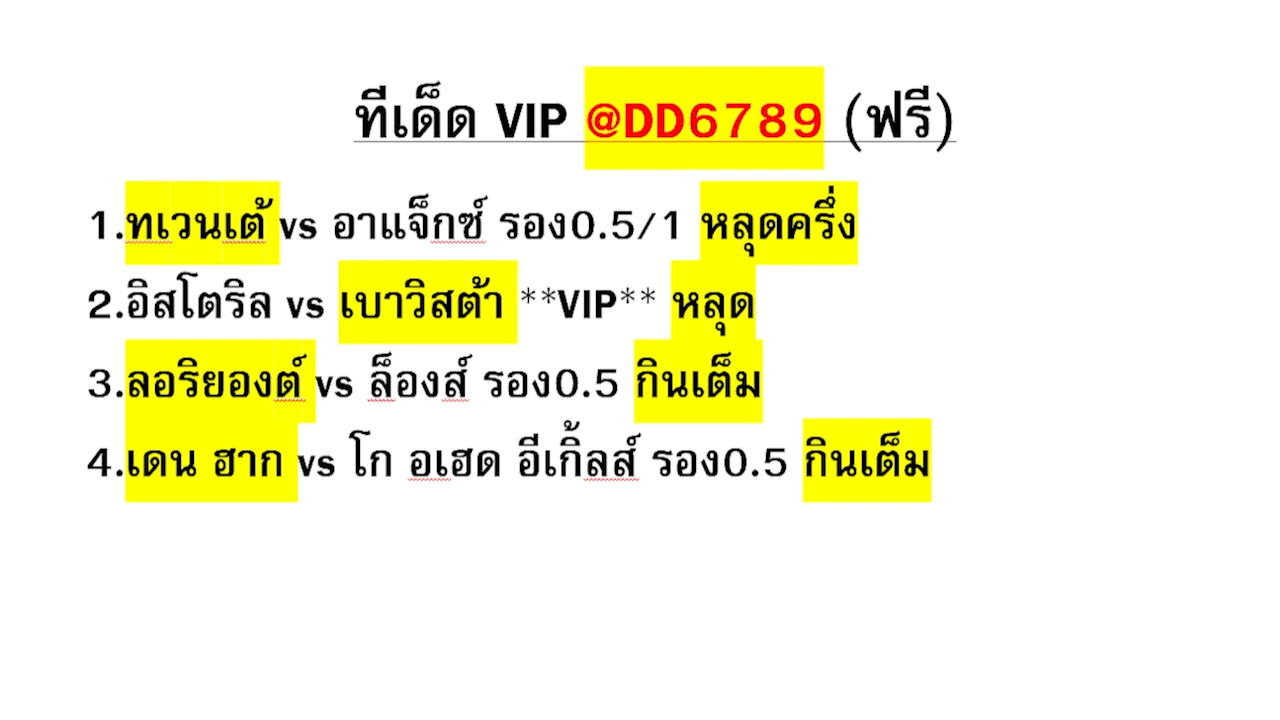 ทีเด็ด VIP @DD6789 (ฟรี)
1.ทเวนเต้ vs อาแจ็กซ์ รอง0.5/1 หลุดครึ่ง
2.อิสโตริล vs เบาวิสต้า **VIP** หลุด
3.ลอริยองต์ vs ล็องส์ รอง0.5 กินเต็ม
4.เดน ฮาก vs โก อเฮด อีเกิ้ลส์ รอง0.5 กินเต็ม